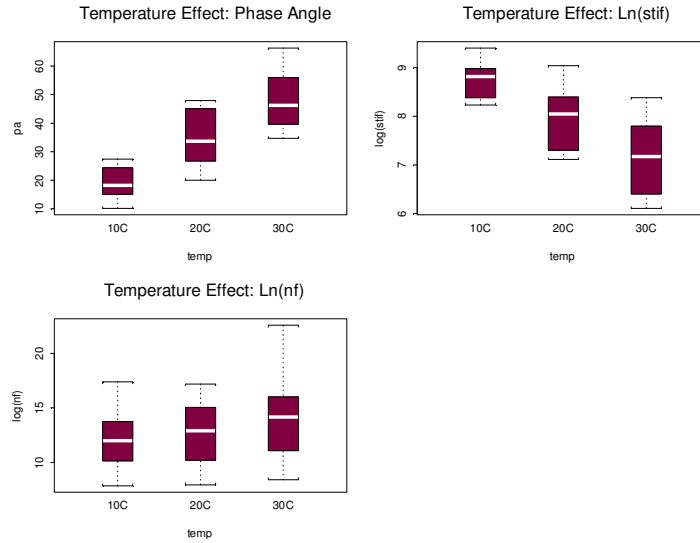 Temperature Effect: Phase Angle
pa
60
50
40
30
20
10
10C 20C 30C
temp
Temperature Effect: Ln(stif)
log(stif)
9
8
7
6
10C 20C 30C
temp
Temperature Effect: Ln(nf)
log(nf)
20
15
10
10C 20C 30C
temp